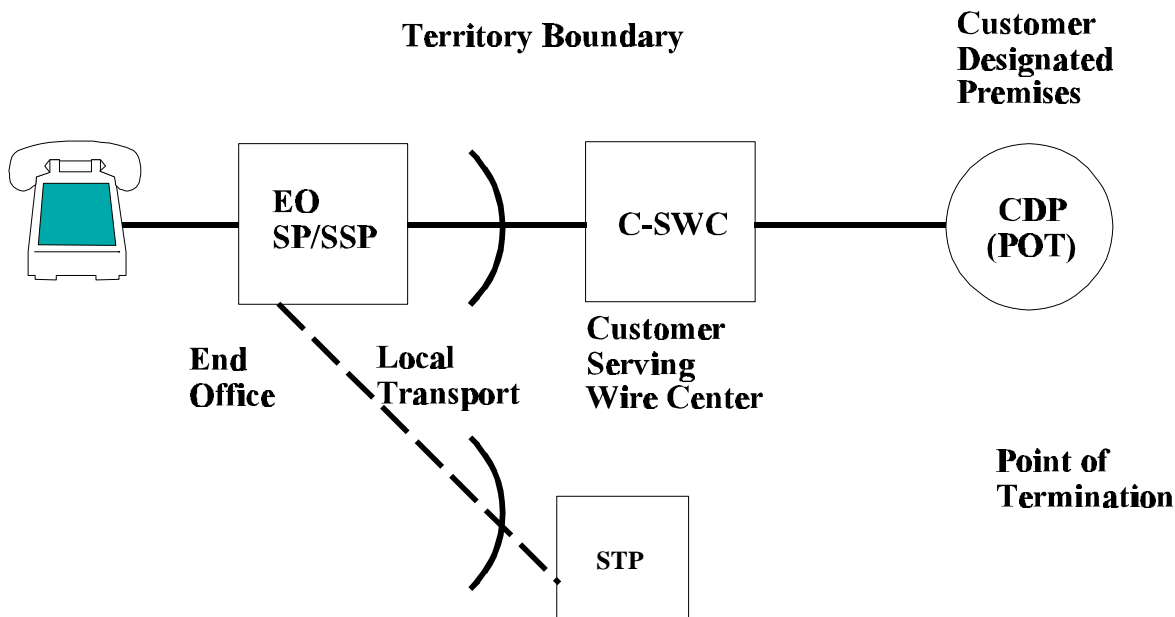 Territory Boundary
Customer
Designated
Premises
EO
SP/SSP
C-SWC
CDP
(POT)
End
Office
Local
Transport
Customer
Serving
Wire Center
Point of
Termination
STP